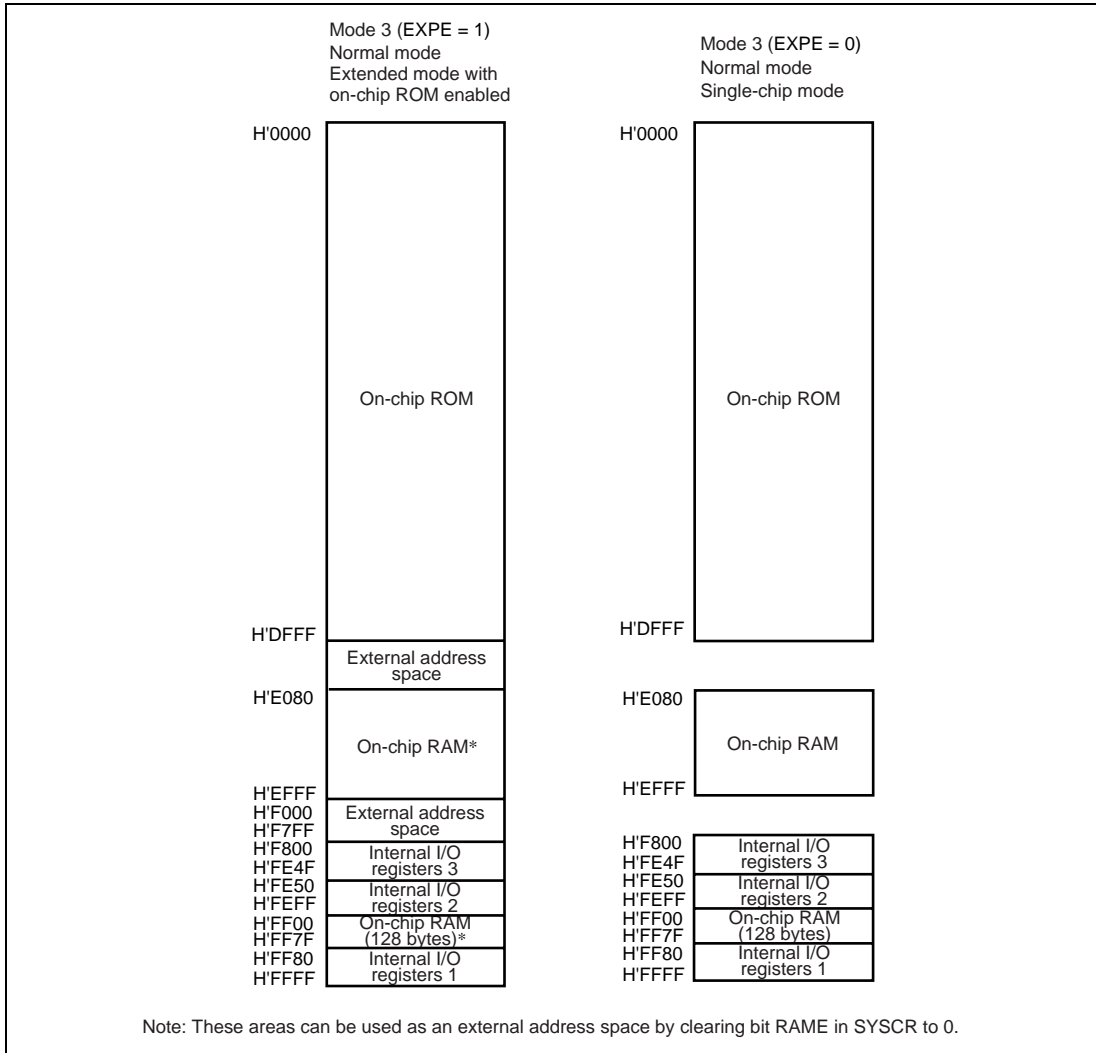 Mode 3 (EXPE = 1)
Normal mode
Extended mode with
on-chip ROM enabled
H'0000
On-chip ROM
H'DFFF
External address
space
H'E080
On-chip RAM*
H'EFFF
H'F000
External address
space
H'F7FF
H'F800
Internal I/O
registers 3
H'FE4F
H'FE50
Internal I/O
registers 2
H'FEFF
H'FF00
On-chip RAM
(128 bytes)*
H'FF7F
H'FF80
Internal I/O
registers 1
H'FFFF
Mode 3 (EXPE = 0)
Normal mode
Single-chip mode
H'0000
On-chip ROM
H'DFFF
H'E080
On-chip RAM
H'EFFF
H'F800
Internal I/O
registers 3
H'FE4F
H'FE50
Internal I/O
registers 2
H'FEFF
H'FF00
On-chip RAM
(128 bytes)
H'FF7F
H'FF80
Internal I/O
registers 1
H'FFFF
Note: These areas can be used as an external address space by clearing bit RAME in SYSCR to 0.